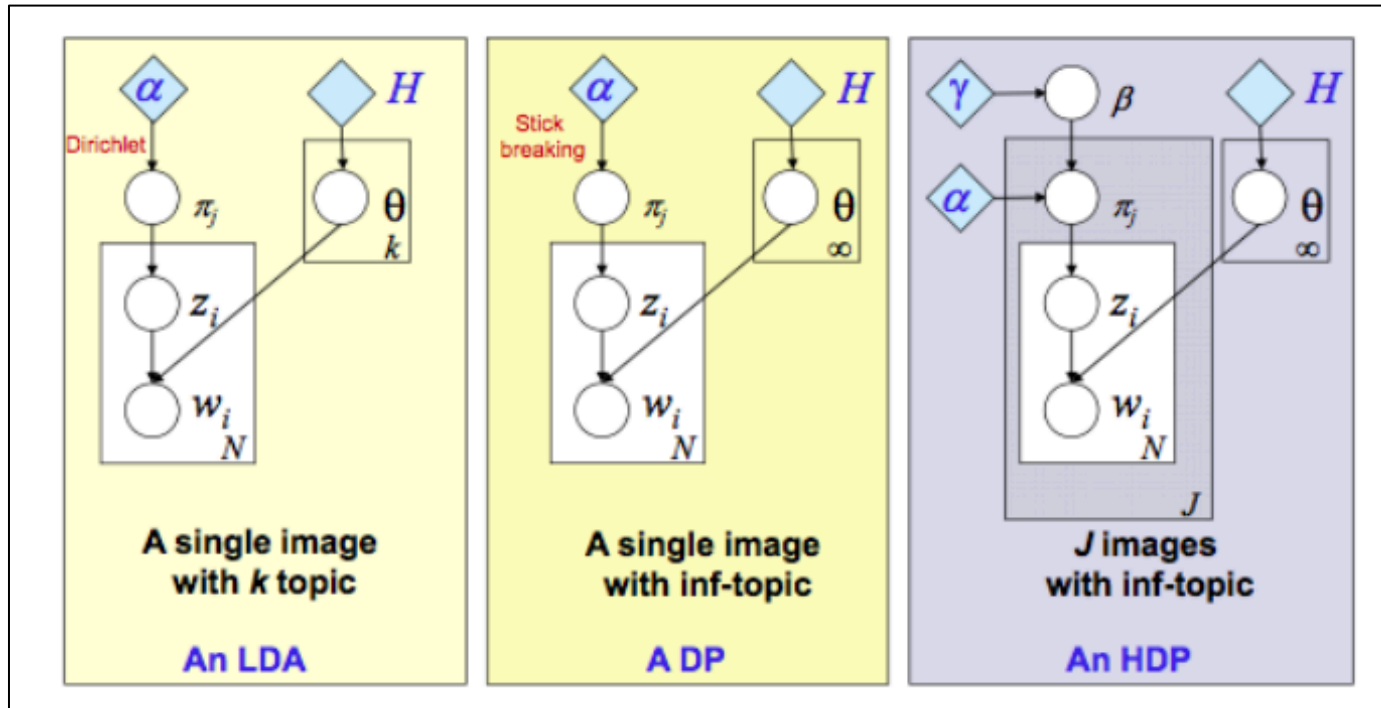 α
H
Dirichlet
π_j
θ
k
z_i
w_i
N
A single image
with k topic
An LDA
α
H
Stick
breaking
π_j
θ
∞
z_i
w_i
N
A single image
with inf-topic
A DP
γ
β
H
α
π_j
θ
∞
z_i
w_i
N
J
J images
with inf-topic
An HDP